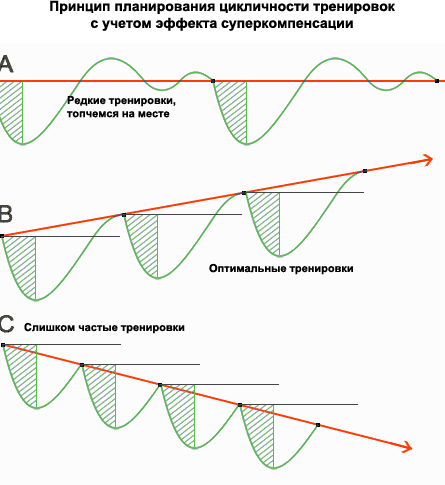 Принцип планирования цикличности тренировок
с учетом эффекта суперкомпенсации
A
Редкие тренировки,
топчемся на месте
B
Оптимальные тренировки
C
Слишком частые тренировки